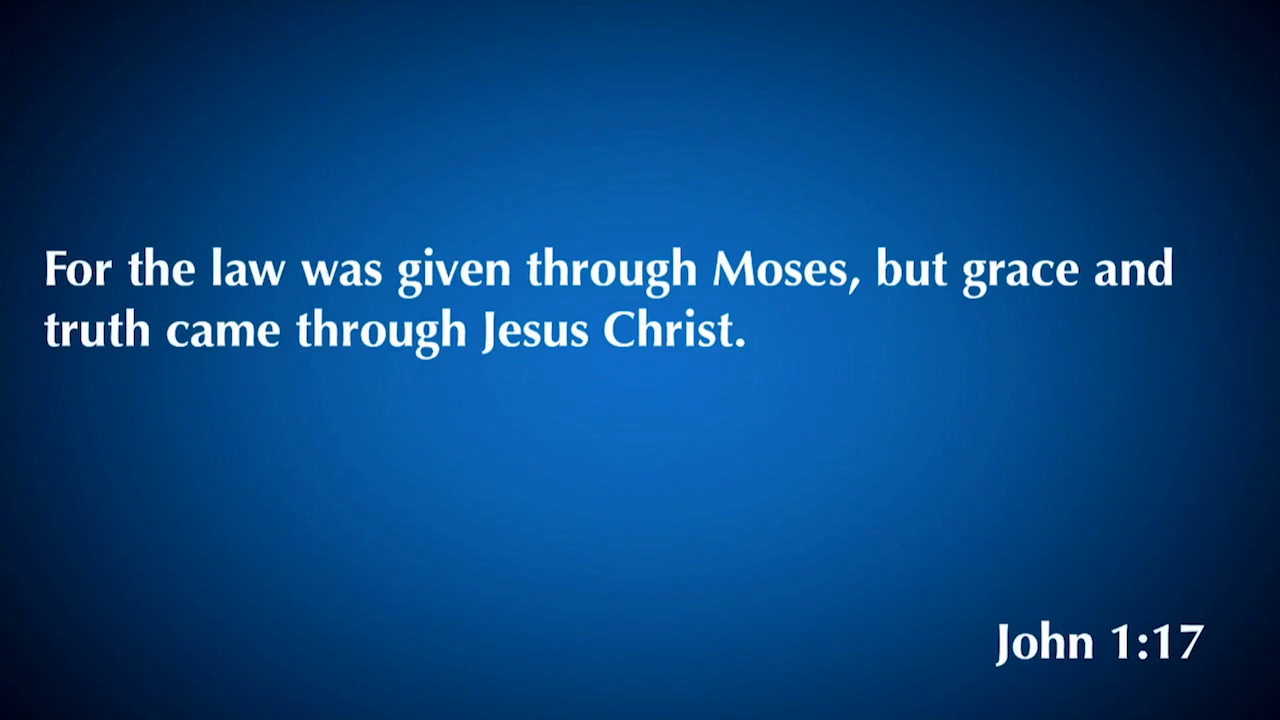 For the law was given through Moses, but grace and
truth came through Jesus Christ.
John 1:17